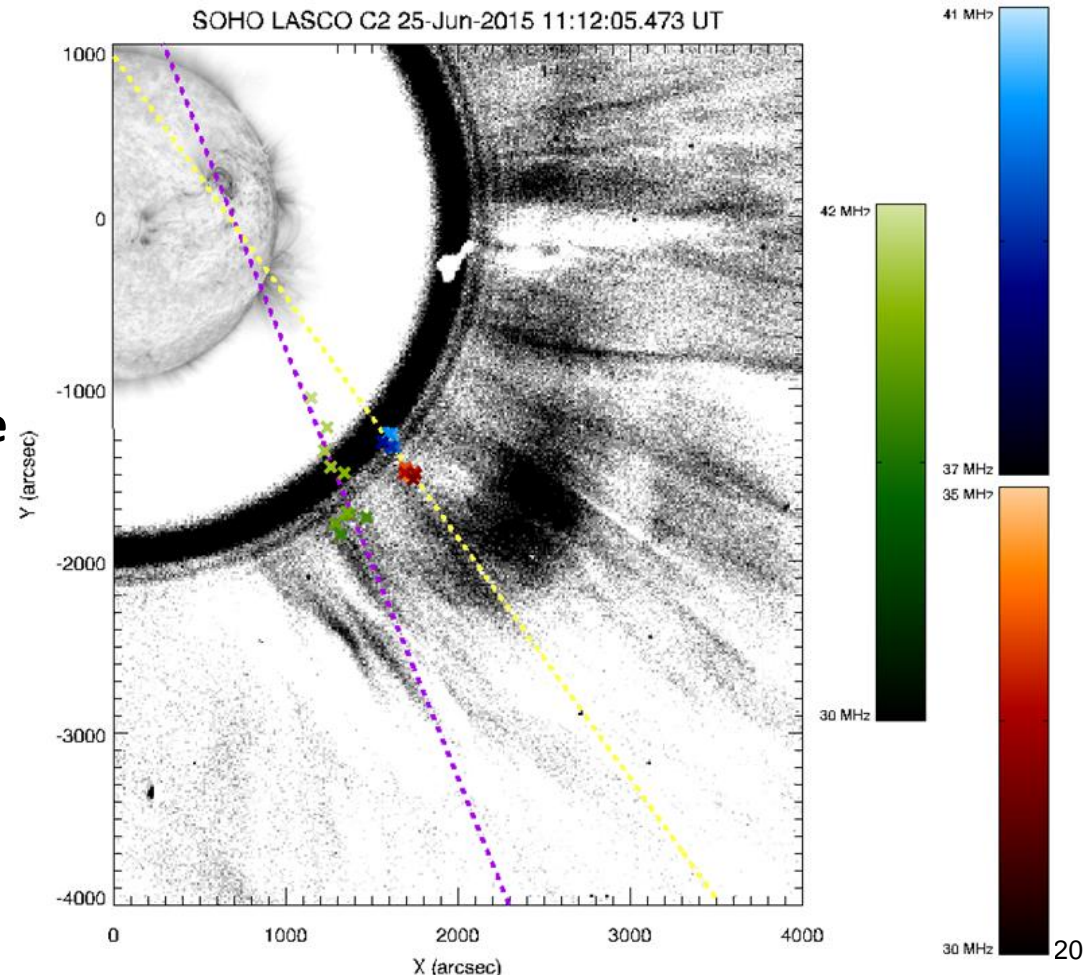 SOHO LASCO C2 25-Jun-2015 11:12:05.473 UT
41 MHz
1000
42 MHz
0
-1000
e
Y (arcsec)
37 MHz
35 MHz
-2000
30 MHz
-3000
-4000
0 1000 2000 3000 4000
X (arcsec)
30 MHz
20